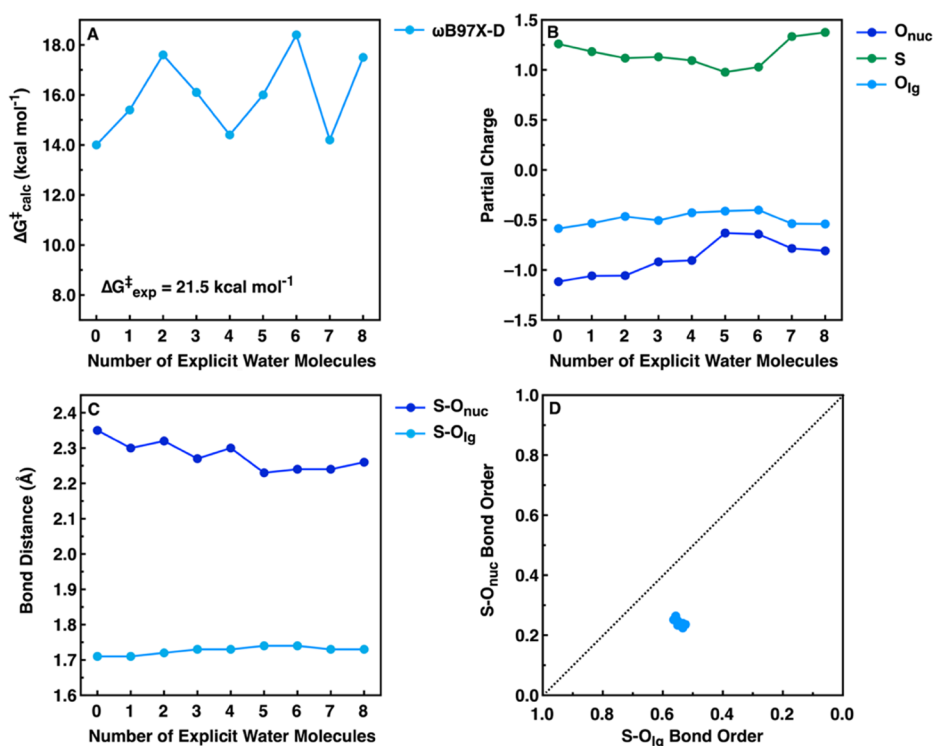 A
ωB97X-D
18.0
16.0
14.0
12.0
10.0
8.0
ΔG‡calc (kcal mol⁻¹)
ΔG‡exp = 21.5 kcal mol⁻¹
0 1 2 3 4 5 6 7 8
Number of Explicit Water Molecules
B
Onuc
S
Olg
1.5
1.0
0.5
0.0
−0.5
−1.0
−1.5
Partial Charge
0 1 2 3 4 5 6 7 8
Number of Explicit Water Molecules
C
S-Onuc
S-Olg
2.4
2.3
2.2
2.1
2.0
1.9
1.8
1.7
1.6
Bond Distance (Å)
0 1 2 3 4 5 6 7 8
Number of Explicit Water Molecules
D
1.0
0.8
0.6
0.4
0.2
0.0
S-Onuc Bond Order
1.0 0.8 0.6 0.4 0.2 0.0
S-Olg Bond Order